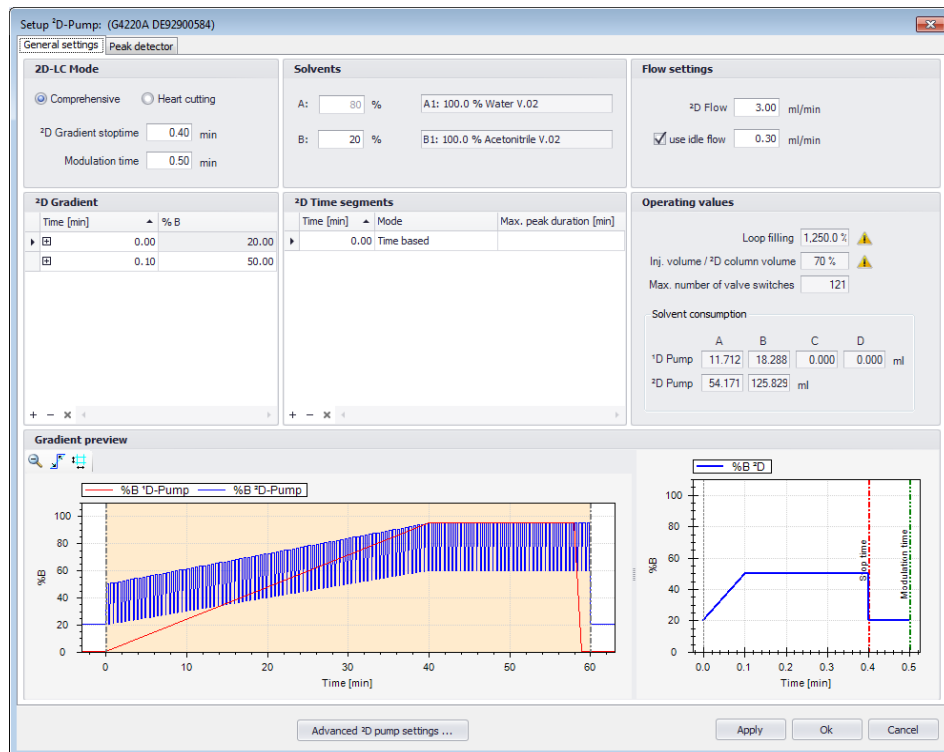 Setup ²D-Pump: (G4220A DE92900584)
General settings Peak detector
2D-LC Mode
Comprehensive Heart cutting
²D Gradient stoptime 0.40 min
Modulation time 0.50 min
Solvents
A: 80 % A1: 100.0 % Water V.02
B: 20 % B1: 100.0 % Acetonitrile V.02
Flow settings
²D Flow 3.00 ml/min
use idle flow 0.30 ml/min
²D Gradient
Time [min] % B
0.00 20.00
0.10 50.00
²D Time segments
Time [min] Mode Max. peak duration [min]
0.00 Time based
Operating values
Loop filling 1,250.0 %
Inj. volume / ²D column volume 70 %
Max. number of valve switches 121
Solvent consumption
A B C D
¹D Pump 11.712 18.288 0.000 0.000 ml
²D Pump 54.171 125.829 ml
Gradient preview
%B ¹D-Pump %B ²D-Pump
%B
100
80
60
40
20
0
0 10 20 30 40 50 60
Time [min]
%B ²D
%B
100
80
60
40
20
0
Stop time
Modulation time
0.0 0.1 0.2 0.3 0.4 0.5
Time [min]
Advanced ²D pump settings ...
Apply Ok Cancel